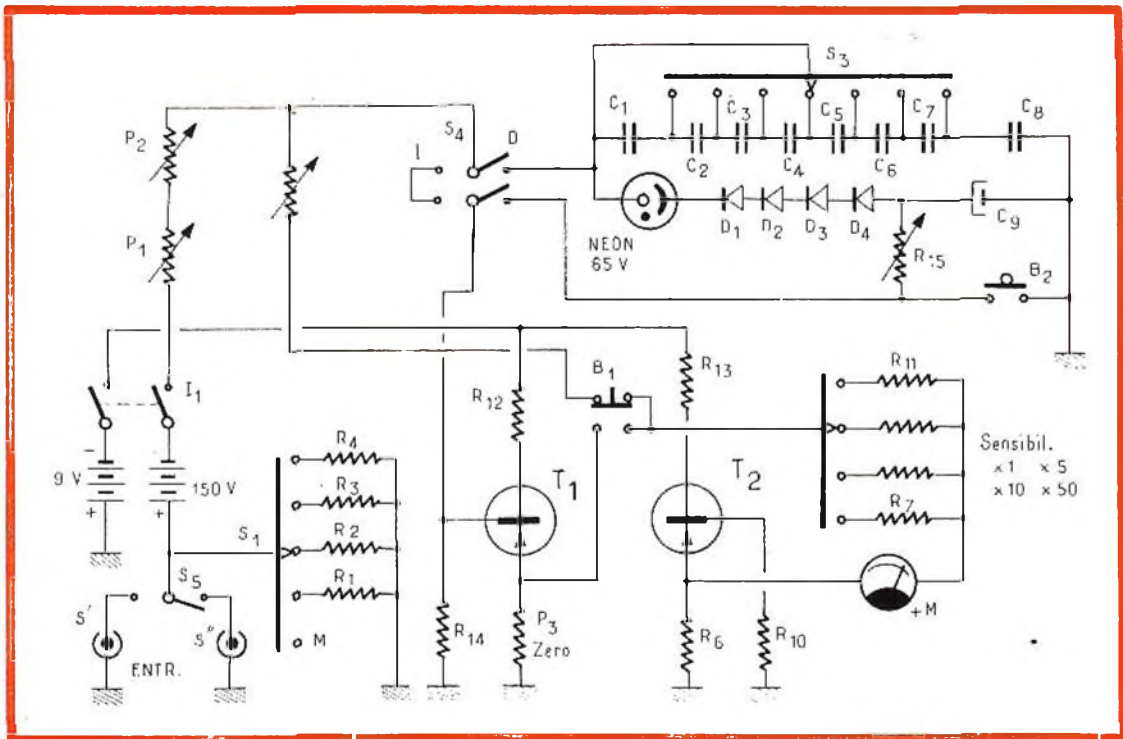 S3
C1
C3
C5
C7
C8
P2
S4
D
I
C2
C4
C6
NEÓN
65 V
D1
D2
D3
D4
C9
P1
R15
B2
R13
B1
R11
R12
I1
R4
Sensibil.
x1 x5
x10 x50
9 V
150 V
T1
T2
R3
R7
S1
R2
S5
R1
+M
S'
S"
M
R14
P3
Zero
R6
R10
ENTR.
- 
+
+